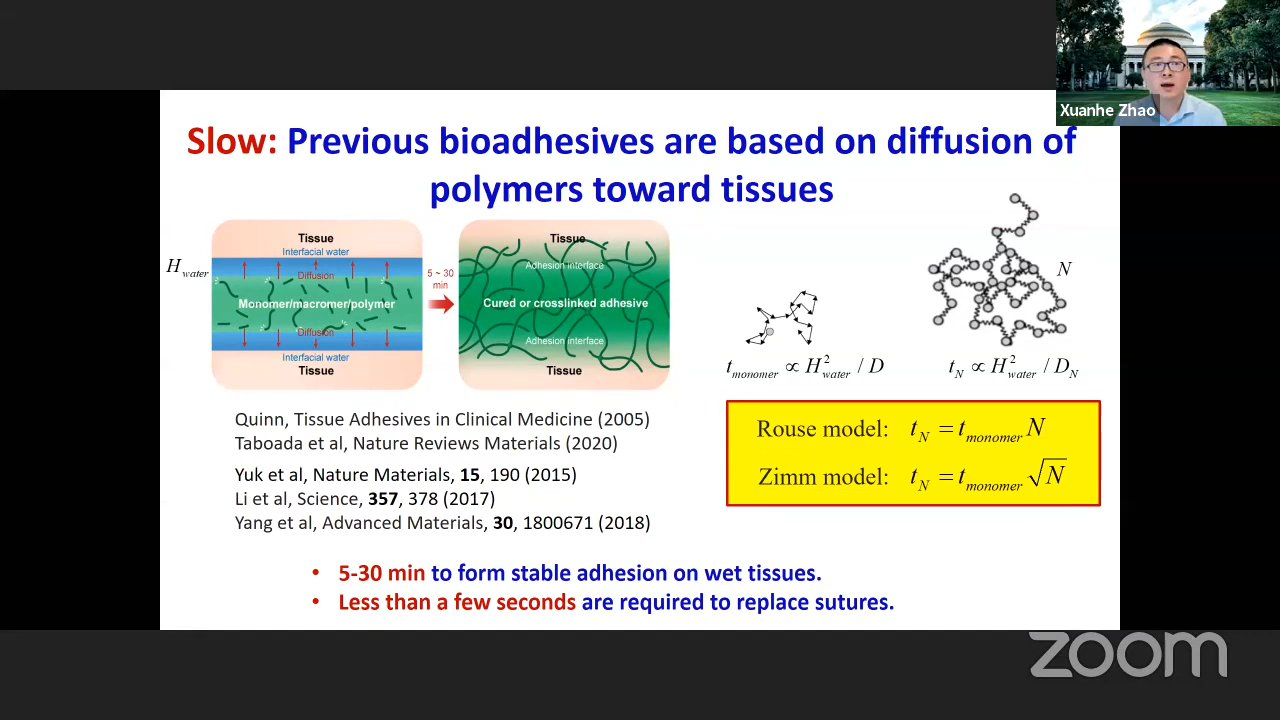 Xuanhe Zhao
Slow: Previous bioadhesives are based on diffusion of
polymers toward tissues
H_water
Tissue
Interfacial water
Diffusion
Monomer/macromer/polymer
Diffusion
Interfacial water
Tissue
5 ~ 30
min
Tissue
Adhesion interface
Cured or crosslinked adhesive
Adhesion interface
Tissue
N
t_monomer ∝ H²_water / D
t_N ∝ H²_water / D_N
Rouse model: t_N = t_monomer N
Zimm model: t_N = t_monomer √N
Quinn, Tissue Adhesives in Clinical Medicine (2005)
Taboada et al, Nature Reviews Materials (2020)
Yuk et al, Nature Materials, 15, 190 (2015)
Li et al, Science, 357, 378 (2017)
Yang et al, Advanced Materials, 30, 1800671 (2018)
• 5-30 min to form stable adhesion on wet tissues.
• Less than a few seconds are required to replace sutures.
zoom